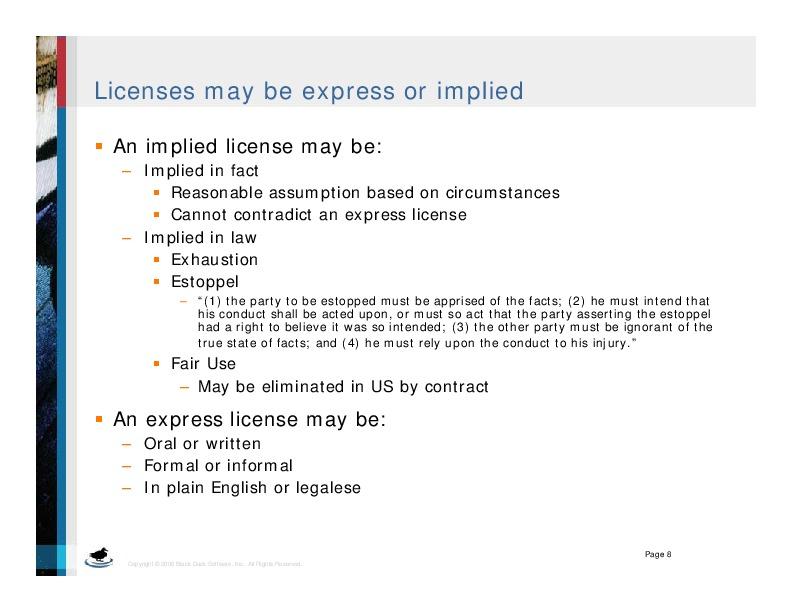 Licenses may be express or implied
▪ An implied license may be:
– Implied in fact
▪ Reasonable assumption based on circumstances
▪ Cannot contradict an express license
– Implied in law
▪ Exhaustion
▪ Estoppel
– “(1) the party to be estopped must be apprised of the facts; (2) he must intend that
his conduct shall be acted upon, or must so act that the party asserting the estoppel
had a right to believe it was so intended; (3) the other party must be ignorant of the
true state of facts; and (4) he must rely upon the conduct to his injury.”
▪ Fair Use
– May be eliminated in US by contract
▪ An express license may be:
– Oral or written
– Formal or informal
– In plain English or legalese
Page 8
Copyright © 2006 Black Duck Software, Inc. All Rights Reserved.